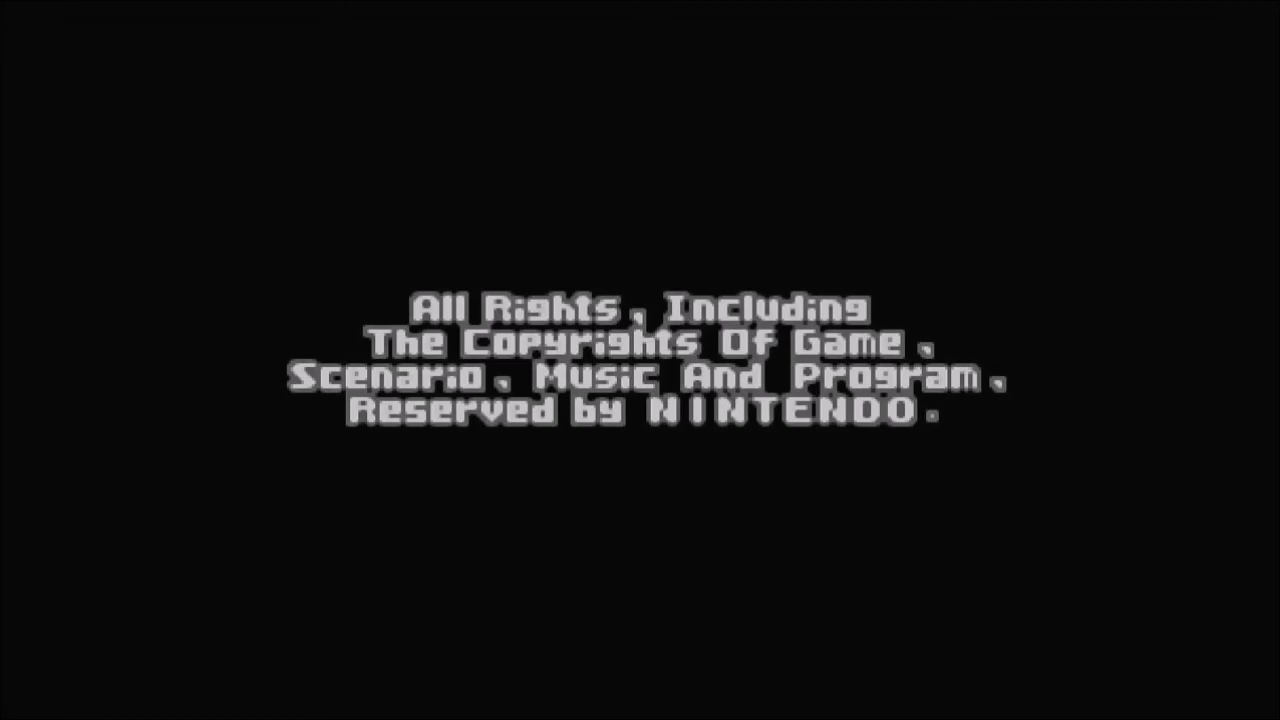 All Rights, Including
The Copyrights Of Game,
Scenario, Music And Program,
Reserved by NINTENDO.